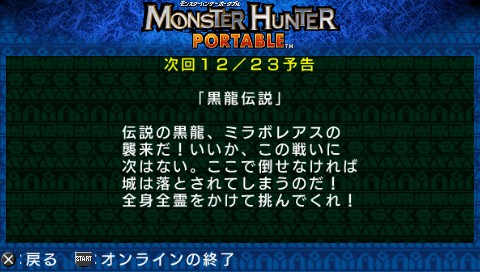 モンスターハンターポータブル
MONSTER HUNTER
PORTABLE™
次回１２／２３予告
「黒龍伝説」
伝説の黒龍、ミラボレアスの
襲来だ！いいか、この戦いに
次はない。ここで倒せなければ
城は落とされてしまうのだ！
全身全霊をかけて挑んでくれ！
×:戻る START:オンラインの終了